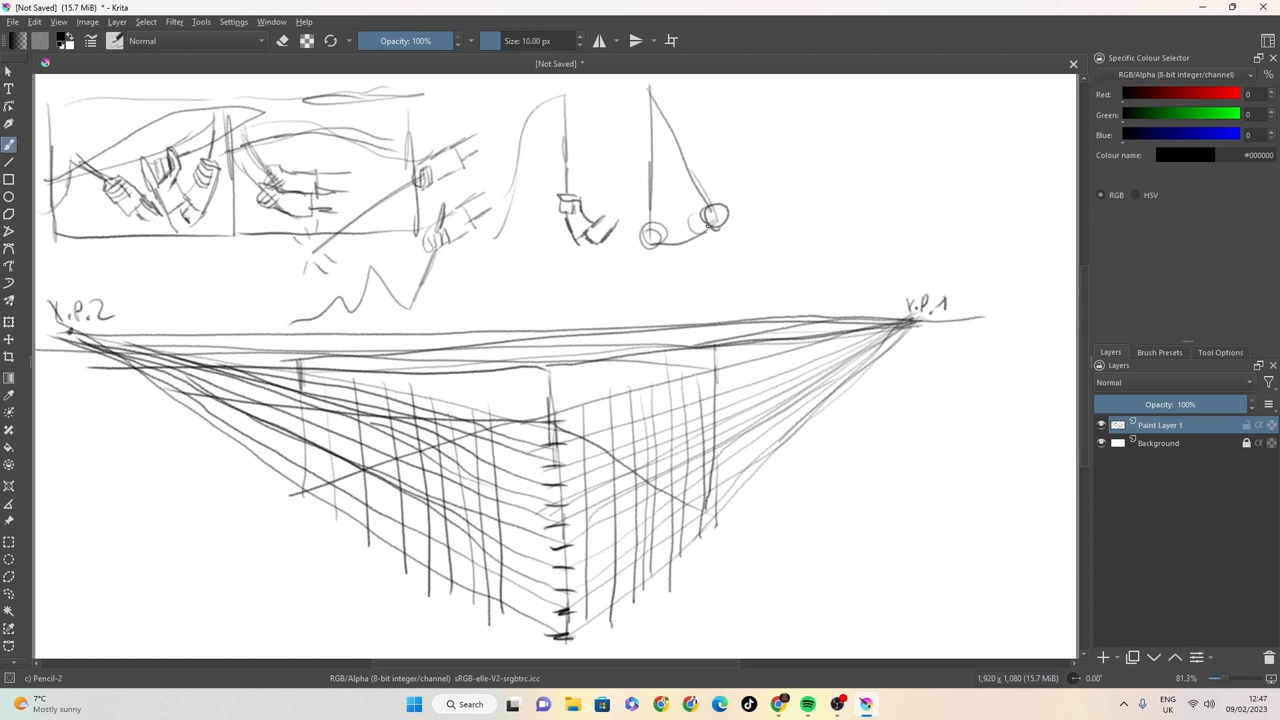 [Not Saved] (15.7 MiB) * - Krita
File Edit View Image Layer Select Filter Tools Settings Window Help
Normal Opacity: 100% Size: 10.00 px
[Not Saved] *
Specific Colour Selector
RGB/Alpha (8-bit integer/channel) %
Red: 0
Green: 0
Blue: 0
Colour name: #000000
RGB HSV
V.P.2
V.P.1
Layers Brush Presets Tool Options
Layers
Normal
Opacity: 100%
Paint Layer 1
Background
c) Pencil-2 RGB/Alpha (8-bit integer/channel) sRGB-elle-V2-srgbtrc.icc 1,920 x 1,080 (15.7 MiB) 0.00° 81.3%
7°C
Mostly sunny
Search
ENG
UK
12:47
09/02/2023